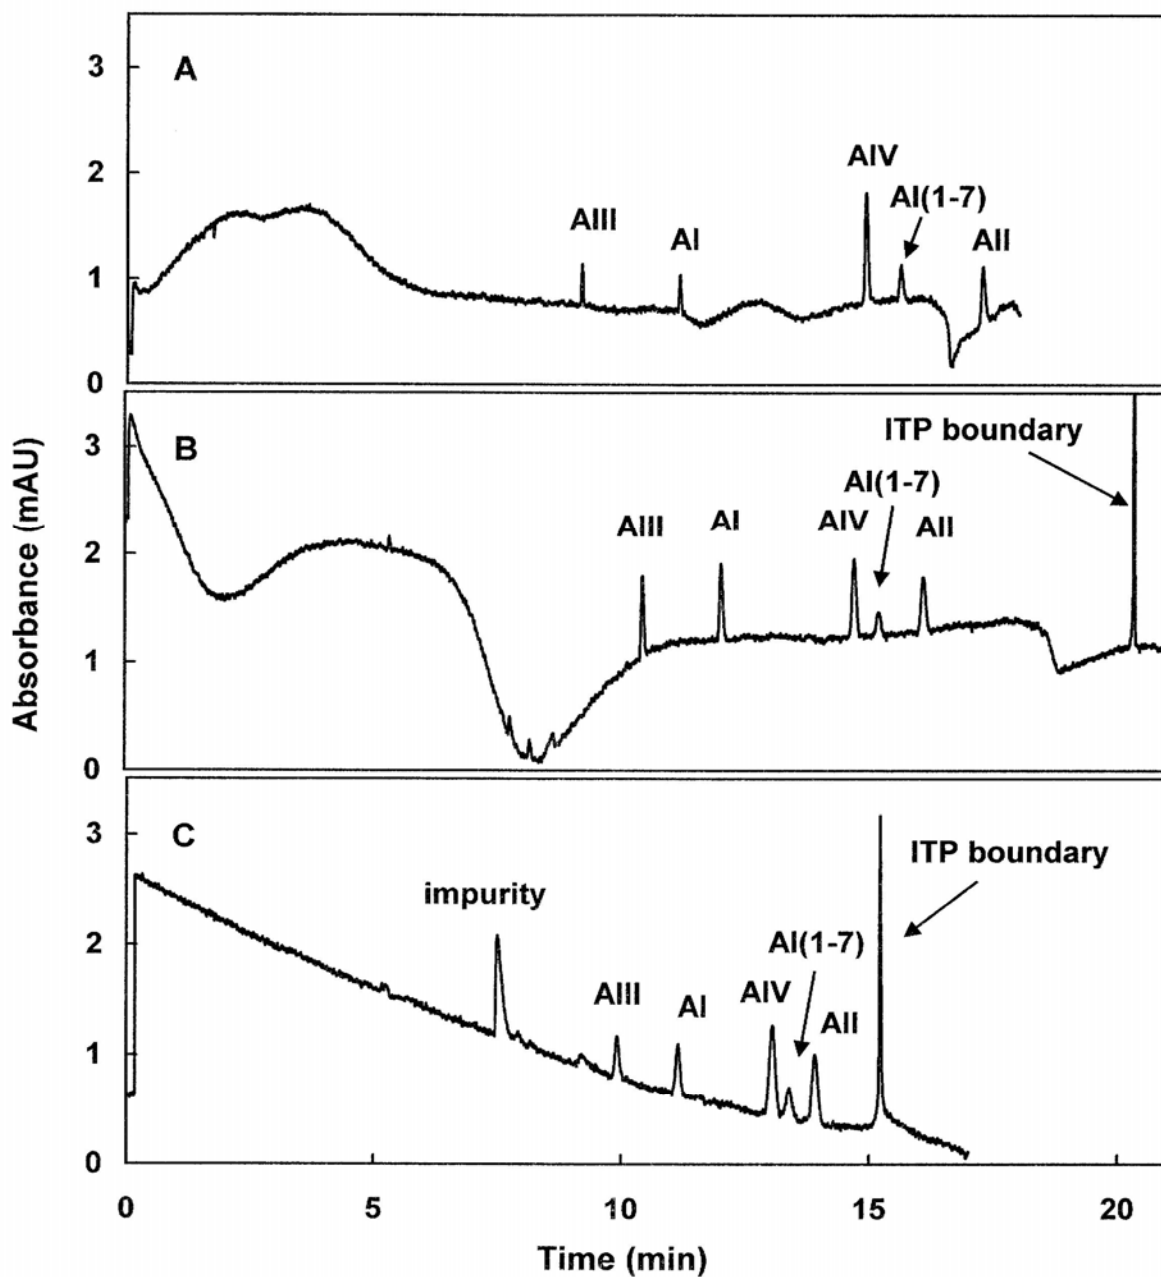 3
A
AIV
2
AI(1-7)
AIII
AI
AII
1
0
ITP boundary
3
B
AI(1-7)
AIII
AI
AIV
AII
2
1
0
Absorbance (mAU)
3
C
ITP boundary
impurity
AI(1-7)
2
AIII
AI
AIV
AII
1
0
0 5 10 15 20
Time (min)